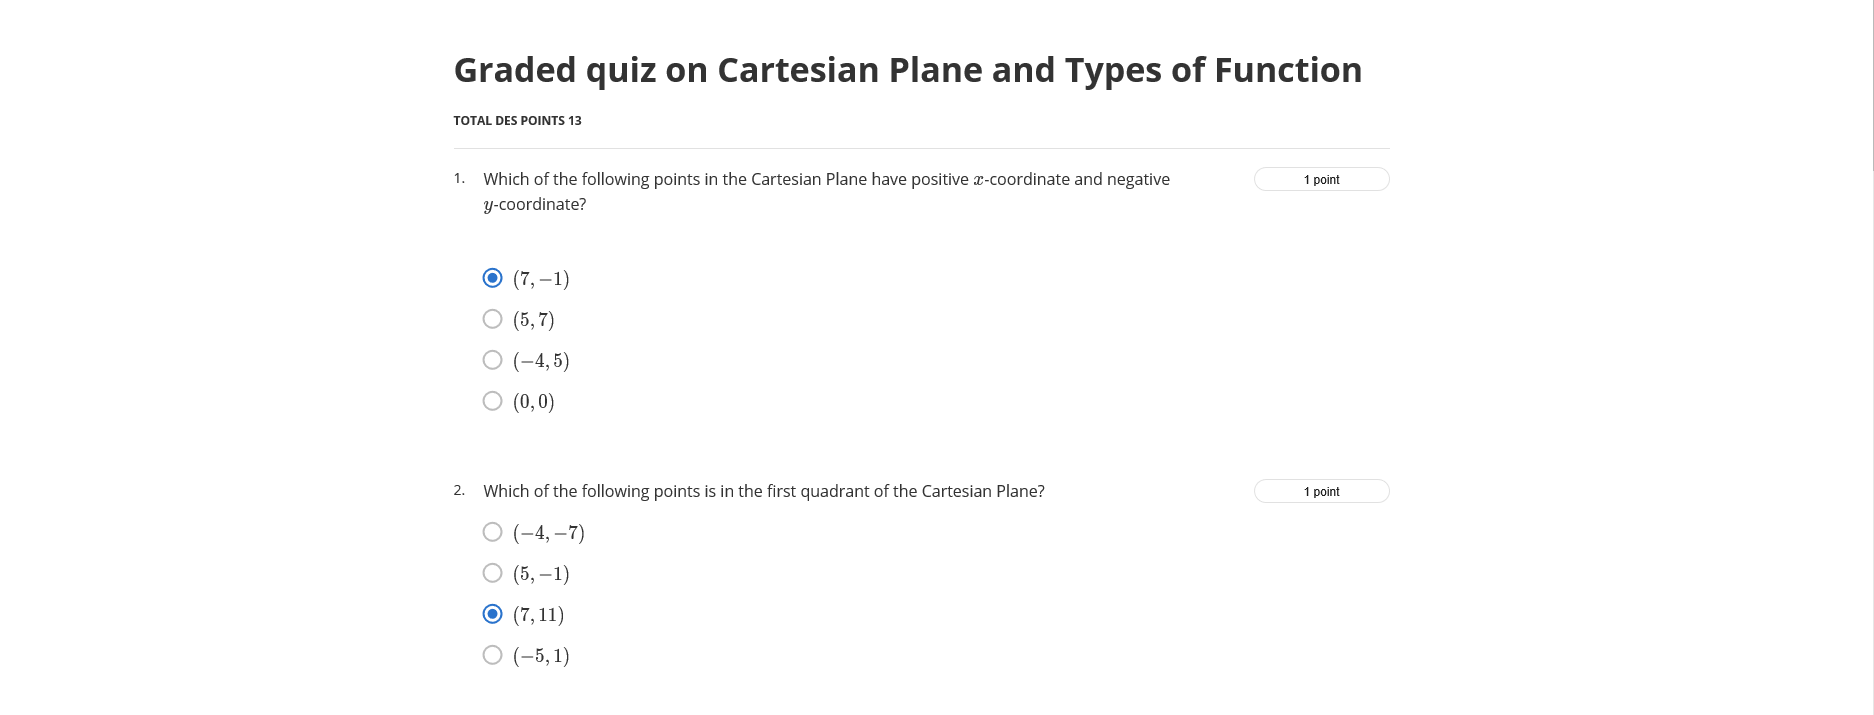 Graded quiz on Cartesian Plane and Types of Function
TOTAL DES POINTS 13
1. Which of the following points in the Cartesian Plane have positive x-coordinate and negative
y-coordinate?
1 point
(7, −1)
(5, 7)
(−4, 5)
(0, 0)
2. Which of the following points is in the first quadrant of the Cartesian Plane?
1 point
(−4, −7)
(5, −1)
(7, 11)
(−5, 1)